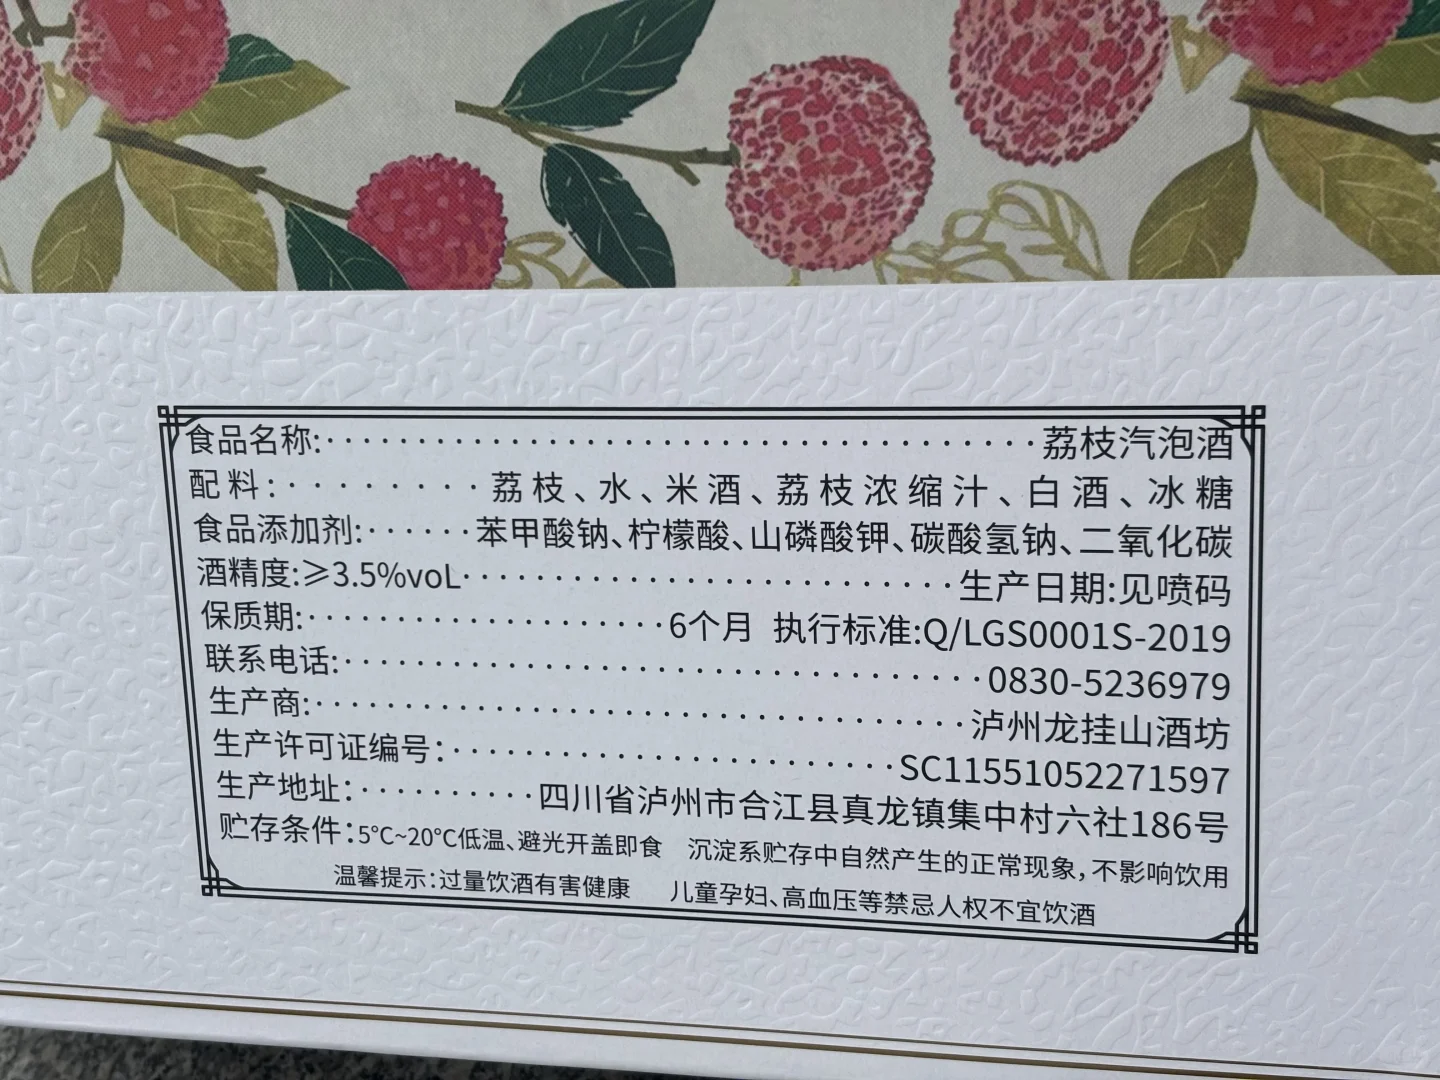 食品名称:······································荔枝汽泡酒
配料:·········荔枝、水、米酒、荔枝浓缩汁、白酒、冰糖
食品添加剂:······苯甲酸钠、柠檬酸、山磷酸钾、碳酸氢钠、二氧化碳
酒精度:≥3.5%voL···························生产日期:见喷码
保质期:····················6个月 执行标准:Q/LGS0001S-2019
联系电话:···································0830-5236979
生产商:····································泸州龙挂山酒坊
生产许可证编号:·························SC11551052271597
生产地址:··········四川省泸州市合江县真龙镇集中村六社186号
贮存条件:5℃~20℃低温、避光开盖即食 沉淀系贮存中自然产生的正常现象,不影响饮用
温馨提示:过量饮酒有害健康 儿童孕妇、高血压等禁忌人权不宜饮酒